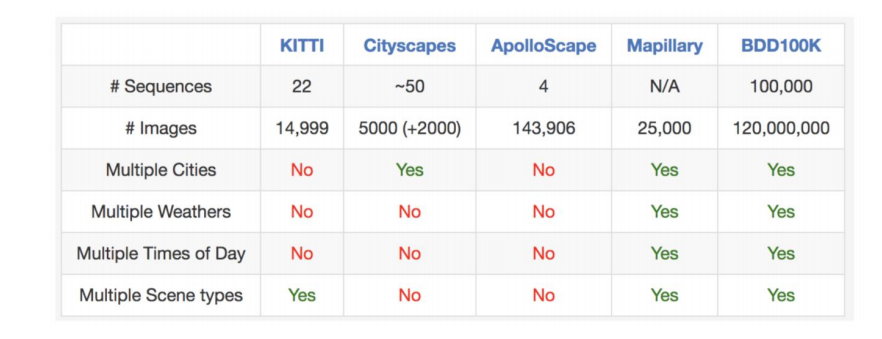 KITTI Cityscapes ApolloScape Mapillary BDD100K
# Sequences 22 ~50 4 N/A 100,000
# Images 14,999 5000 (+2000) 143,906 25,000 120,000,000
Multiple Cities No Yes No Yes Yes
Multiple Weathers No No No Yes Yes
Multiple Times of Day No No No Yes Yes
Multiple Scene types Yes No No Yes Yes